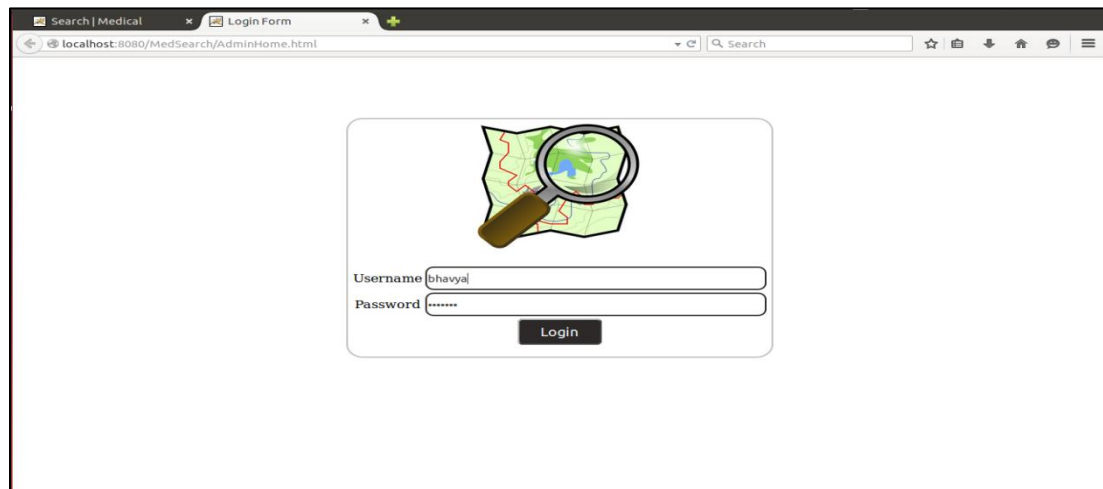 Search | Medical
Login Form
localhost:8080/MedSearch/AdminHome.html
Search
Username bhavya
Password •••••••
Login